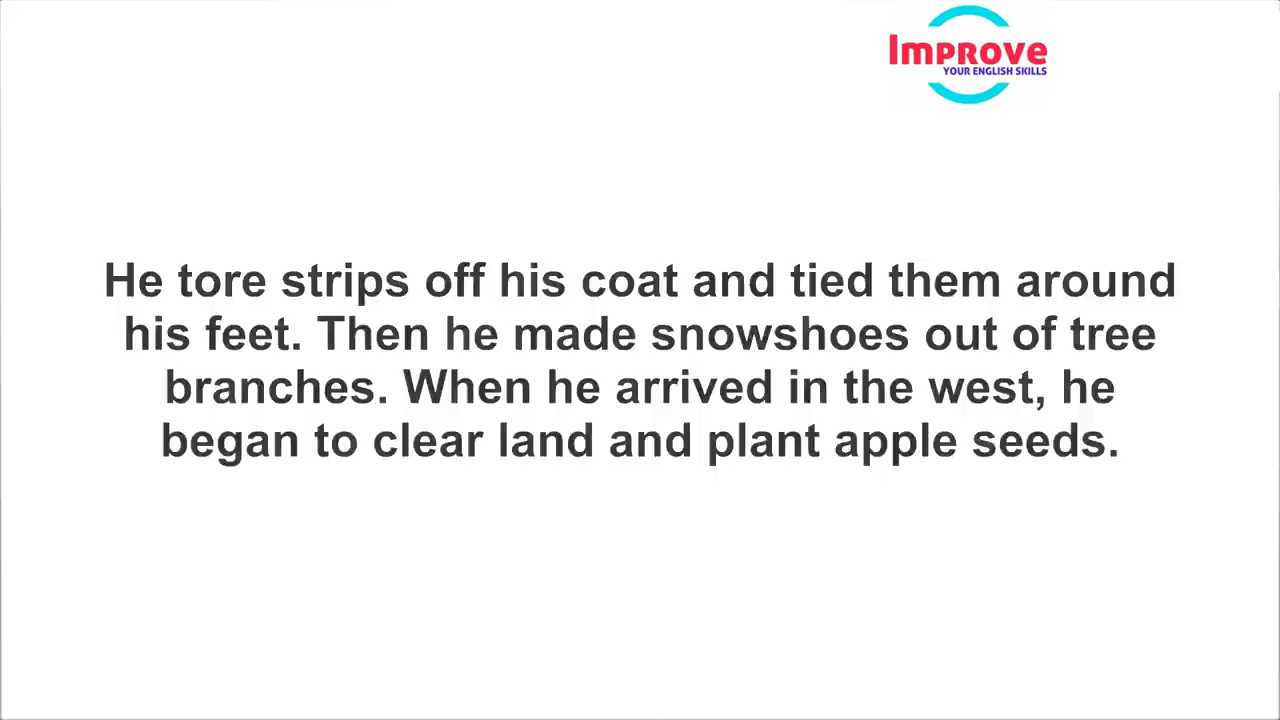 Improve
YOUR ENGLISH SKILLS
He tore strips off his coat and tied them around
his feet. Then he made snowshoes out of tree
branches. When he arrived in the west, he
began to clear land and plant apple seeds.